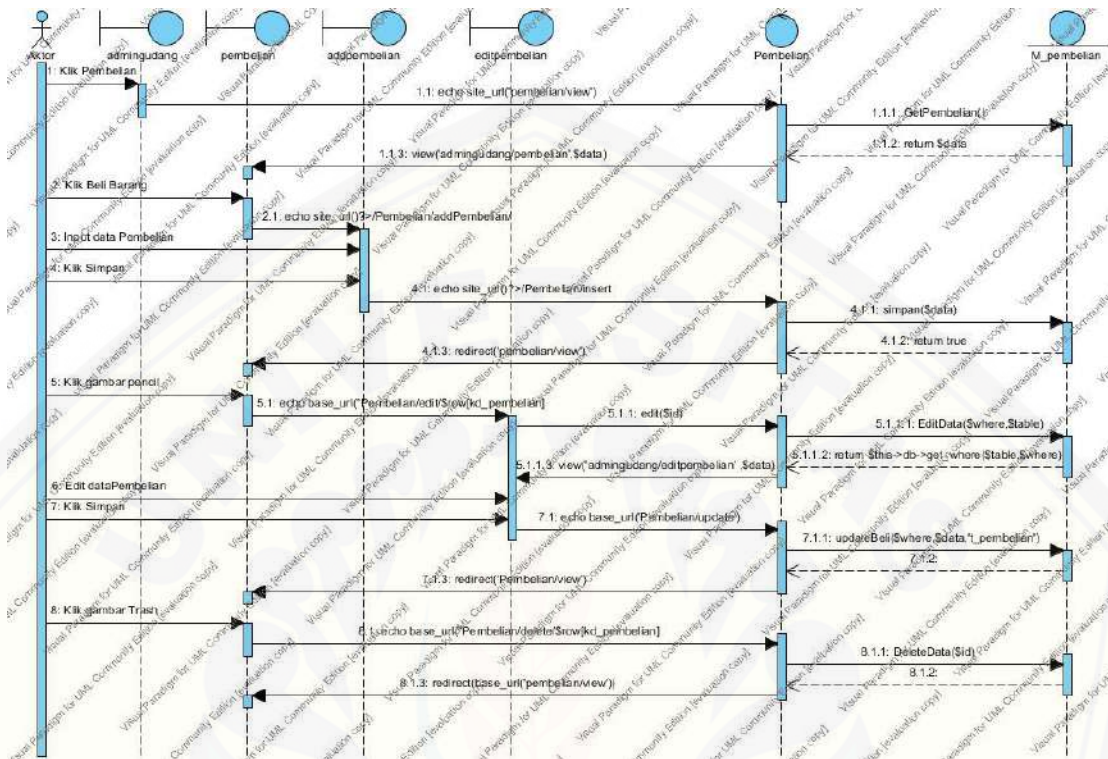 Aktor
admingudang
pembelian
addpembelian
editpembelian
Pembelian
M_pembelian
1: Klik Pembelian
1.1: echo site_url("pembelian/view")
1.1.1: GetPembelian()
1.1.2: return $data
1.1.3: view('admingudang/pembelian',$data)
2: Klik Beli Barang
2.1: echo site_url()?>/Pembelian/addPembelian/
3: Input data Pembelian
4: Klik Simpan
4.1: echo site_url()?>/Pembelian/insert
4.1.1: simpan($data)
4.1.2: return true
4.1.3: redirect('pembelian/view')
5: Klik gambar pencil
5.1: echo base_url("Pembelian/edit/$row[kd_pembelian]
5.1.1: edit($id)
5.1.1.1: EditData($where,$table)
5.1.1.2: return $this->db->get_where($table,$where)
5.1.1.3: view('admingudang/editpembelian' ,$data)
6: Edit dataPembelian
7: Klik Simpan
7.1: echo base_url('Pembelian/update')
7.1.1: updateBeli($where,$data,"t_pembelian")
7.1.2:
7.1.3: redirect('Pembelian/view')
8: Klik gambar Trash
8.1: echo base_url("Pembelian/delete/$row[kd_pembelian]
8.1.1: DeleteData($id)
8.1.2:
8.1.3: redirect(base_url('pembelian/view'))
Visual Paradigm for UML Community Edition [evaluation copy]